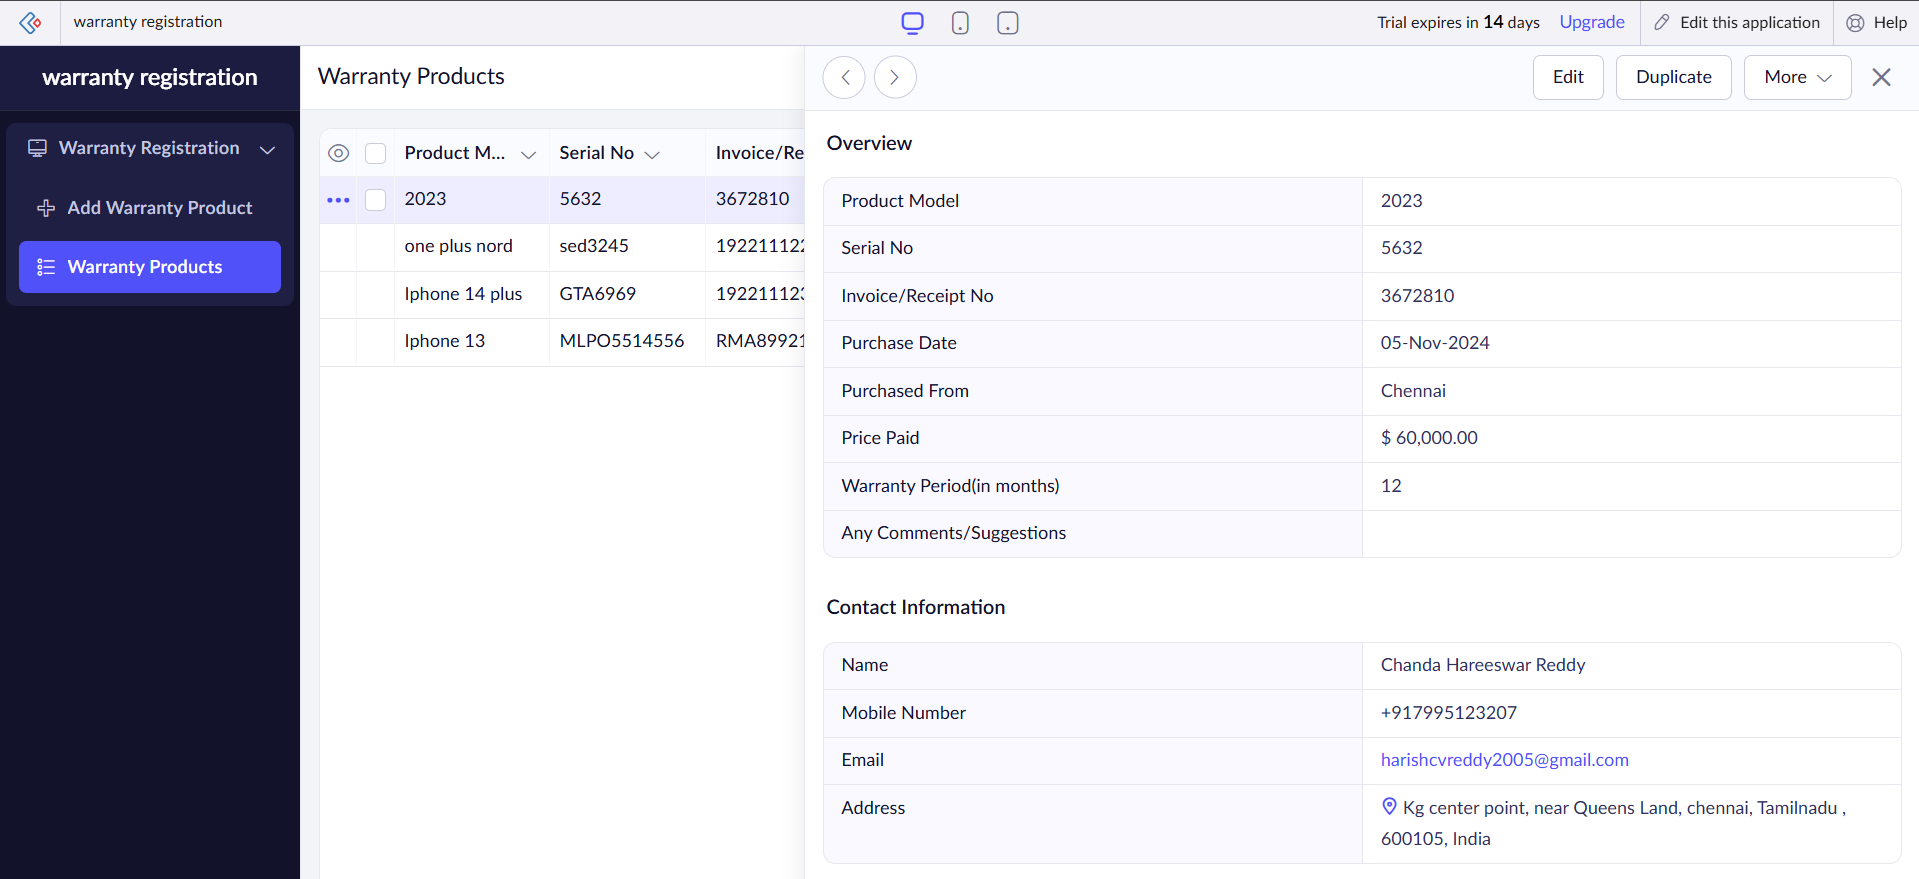 warranty registration
Trial expires in 14 days Upgrade Edit this application Help
warranty registration
Warranty Registration
Add Warranty Product
Warranty Products
Warranty Products
Product M... Serial No Invoice/Re
2023 5632 3672810
one plus nord sed3245 192211122
Iphone 14 plus GTA6969 192211123
Iphone 13 MLPO5514556 RMA89921
Edit Duplicate More
Overview
Product Model 2023
Serial No 5632
Invoice/Receipt No 3672810
Purchase Date 05-Nov-2024
Purchased From Chennai
Price Paid $ 60,000.00
Warranty Period(in months) 12
Any Comments/Suggestions
Contact Information
Name Chanda Hareeswar Reddy
Mobile Number +917995123207
Email harishcvreddy2005@gmail.com
Address Kg center point, near Queens Land, chennai, Tamilnadu ,
600105, India